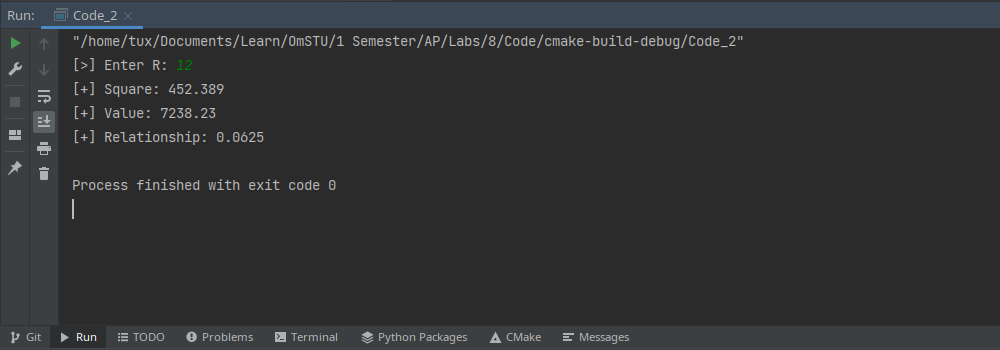 Run: Code_2
"/home/tux/Documents/Learn/OmSTU/1 Semester/AP/Labs/8/Code/cmake-build-debug/Code_2"
[>] Enter R: 12
[+] Square: 452.389
[+] Value: 7238.23
[+] Relationship: 0.0625
Process finished with exit code 0
Git Run TODO Problems Terminal Python Packages CMake Messages